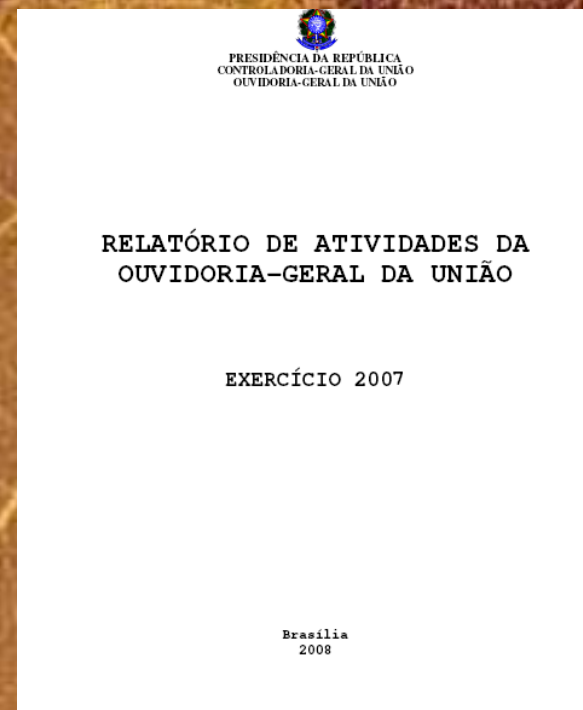 PRESIDÊNCIA DA REPÚBLICA
CONTROLADORIA-GERAL DA UNIÃO
OUVIDORIA-GERAL DA UNIÃO
RELATÓRIO DE ATIVIDADES DA
OUVIDORIA-GERAL DA UNIÃO
EXERCÍCIO 2007
Brasília
2008